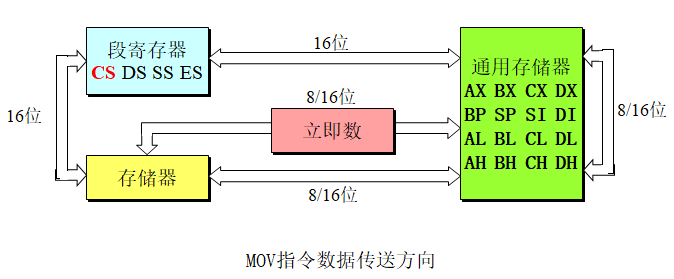 段寄存器
CS DS SS ES
16位
通用存储器
AX BX CX DX
BP SP SI DI
AL BL CL DL
AH BH CH DH
16位
8/16位
立即数
8/16位
存储器
8/16位
MOV指令数据传送方向